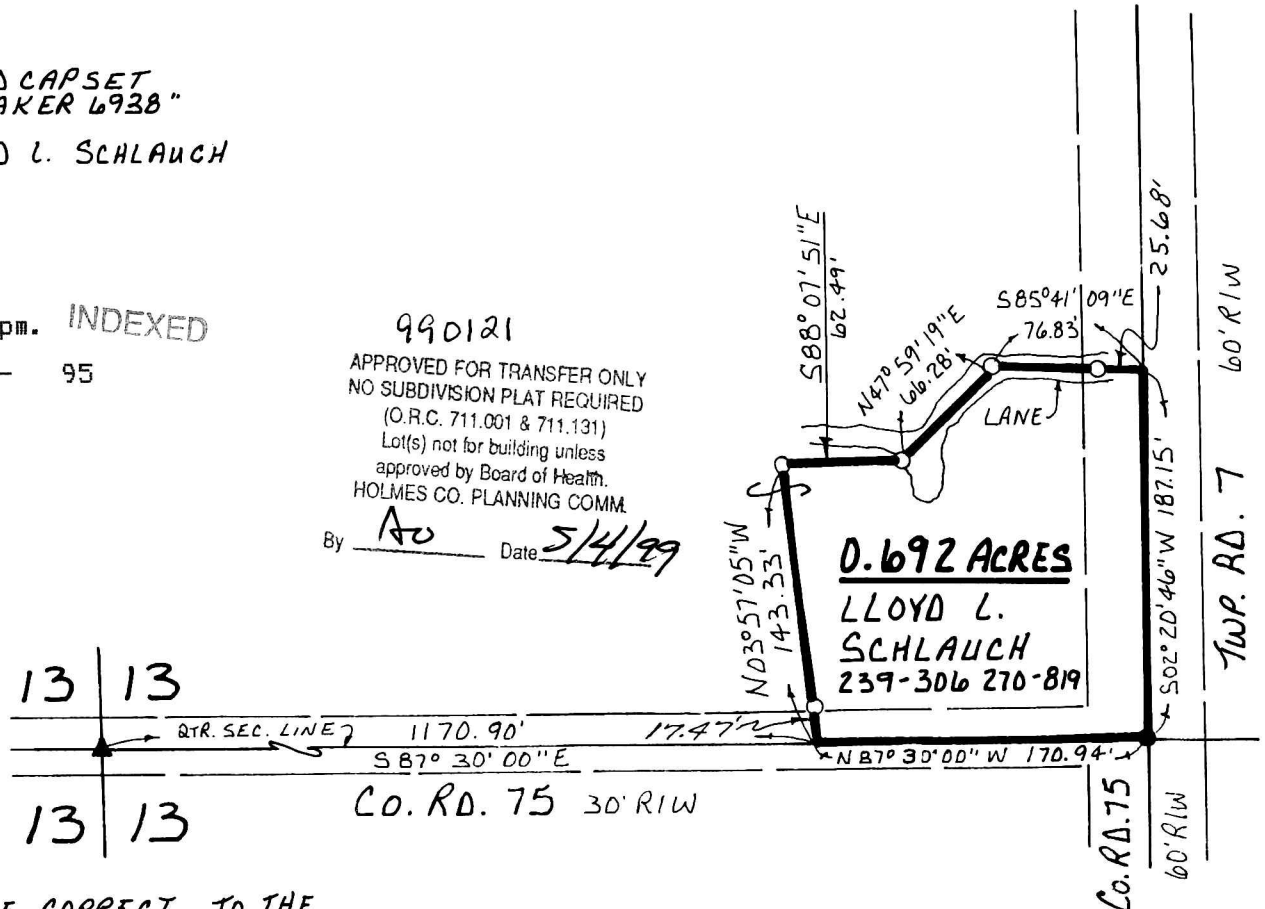 CAPSET
6938"
L. SCHLAUCH
pm. INDEXED
95
990121
APPROVED FOR TRANSFER ONLY
NO SUBDIVISION PLAT REQUIRED
(O.R.C. 711.001 & 711.131)
Lot(s) not for building unless
approved by Board of Health.
HOLMES CO. PLANNING COMM.
By Date 5/4/99
S88°07'51"E
62.49'
N47°59'19"E
66.28'
S85°41'09"E
76.83'
25.68'
60' R/W
LANE
N03°57'05"W
143.33'
0.692 ACRES
LLOYD L.
SCHLAUCH
239-306 270-819
S02°20'46"W 187.15'
TWP. RD. 7
13 13
QTR. SEC. LINE 1170.90' 17.47'
S87°30'00"E
N87°30'00"W 170.94'
CO. RD. 75 30' R/W
13 13
CO. RD. 75
60' R/W
CORRECT TO THE